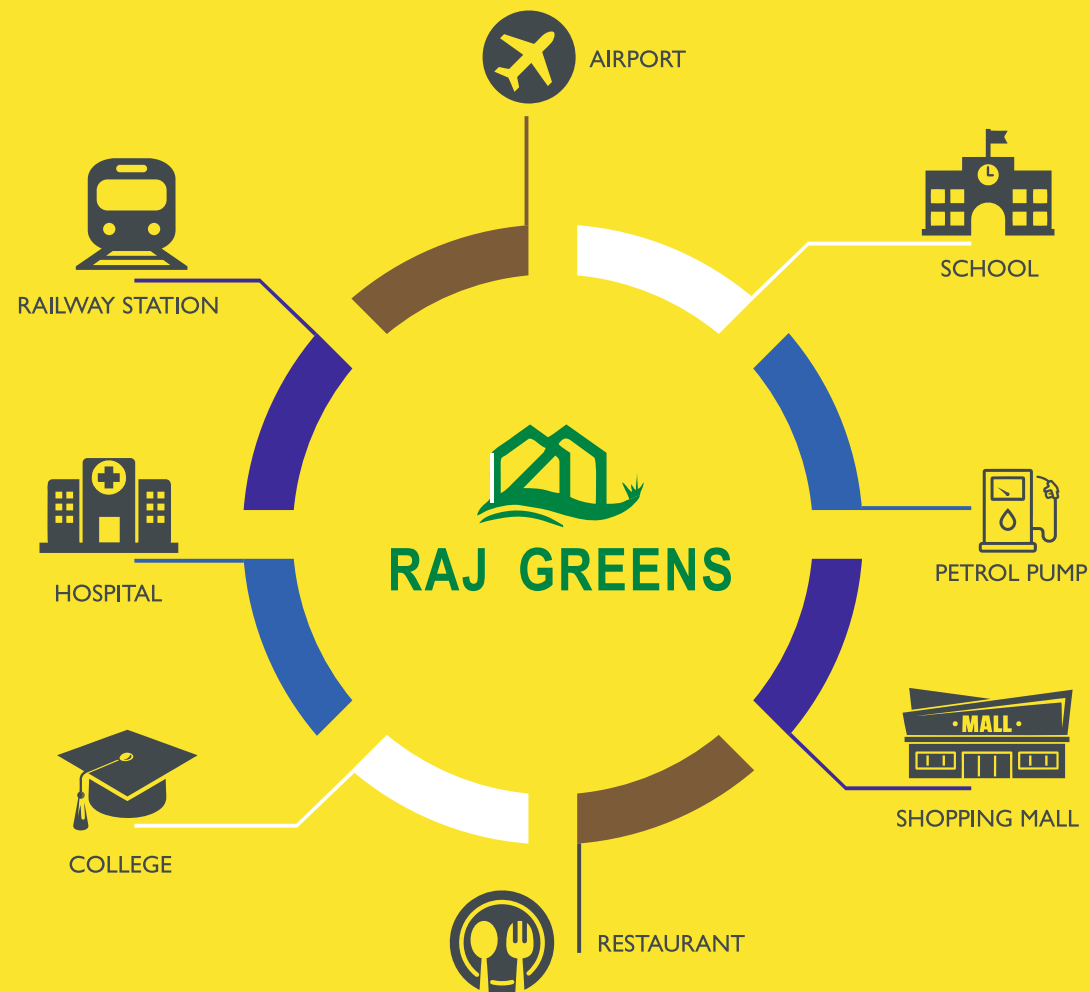 AIRPORT
SCHOOL
RAILWAY STATION
RAJ GREENS
PETROL PUMP
HOSPITAL
· MALL ·
SHOPPING MALL
COLLEGE
RESTAURANT